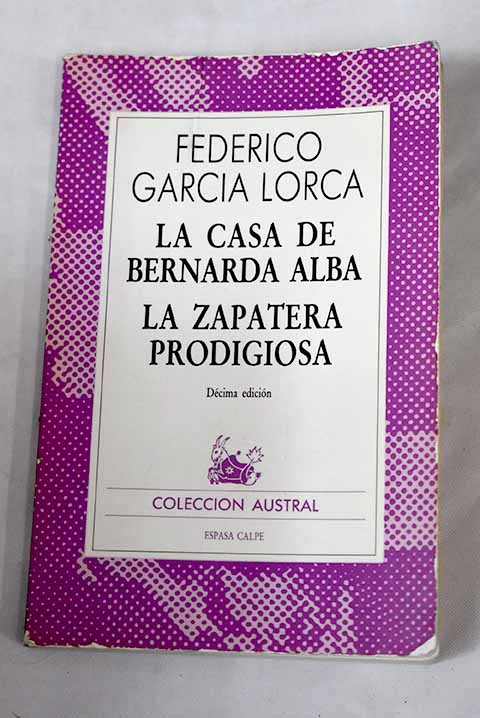 FEDERICO
GARCIA LORCA
LA CASA DE
BERNARDA ALBA
LA ZAPATERA
PRODIGIOSA
Décima edición
COLECCION AUSTRAL
ESPASA CALPE